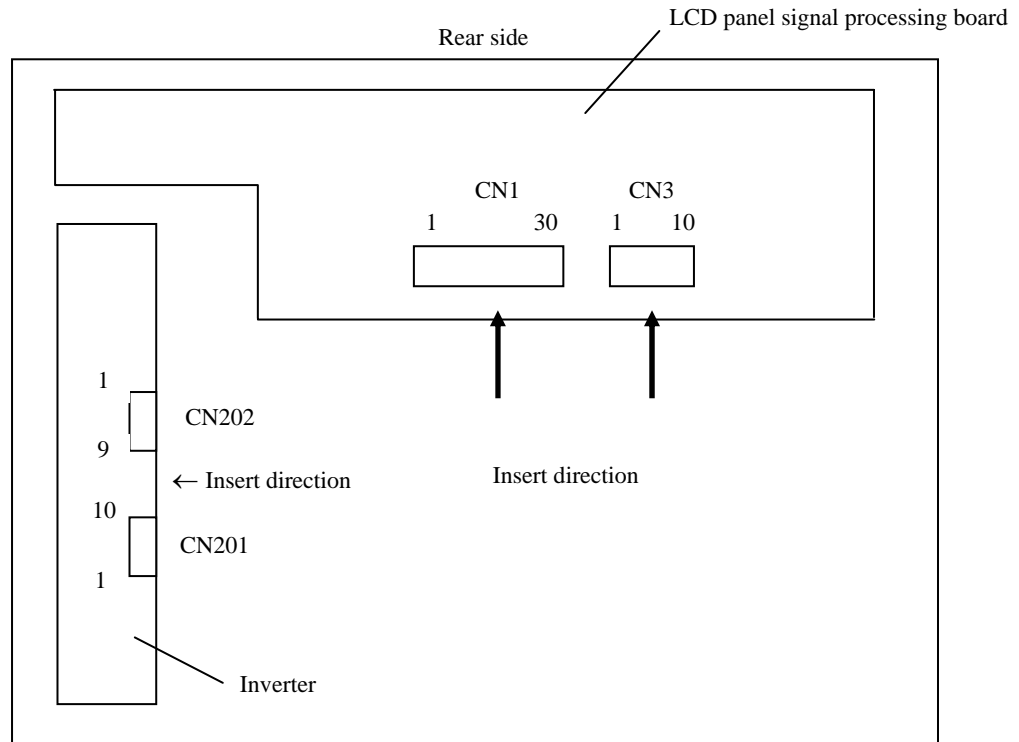 LCD panel signal processing board
Rear side
CN1 CN3
1 30 1 10
1
CN202
9
← Insert direction Insert direction
10
CN201
1
Inverter